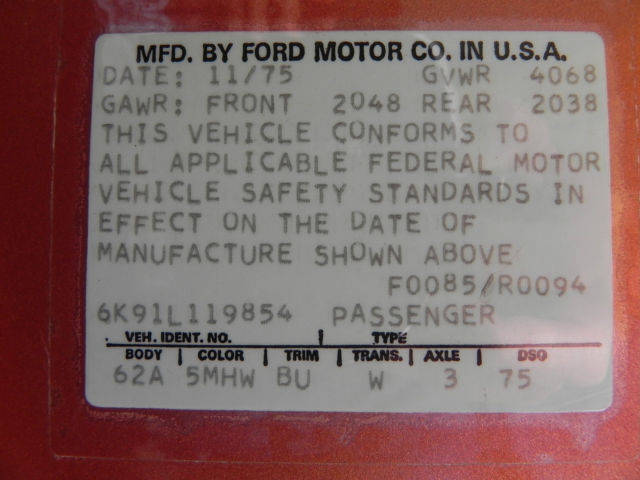 MFD. BY FORD MOTOR CO. IN U.S.A.
DATE: 11/75 GVWR 4068
GAWR: FRONT 2048 REAR 2038
THIS VEHICLE CONFORMS TO
ALL APPLICABLE FEDERAL MOTOR
VEHICLE SAFETY STANDARDS IN
EFFECT ON THE DATE OF
MANUFACTURE SHOWN ABOVE
F0085/R0094
6K91L119854 PASSENGER
VEH. IDENT. NO. | TYPE
BODY | COLOR | TRIM | TRANS. | AXLE | DSO
62A 5MHW BU W 3 75